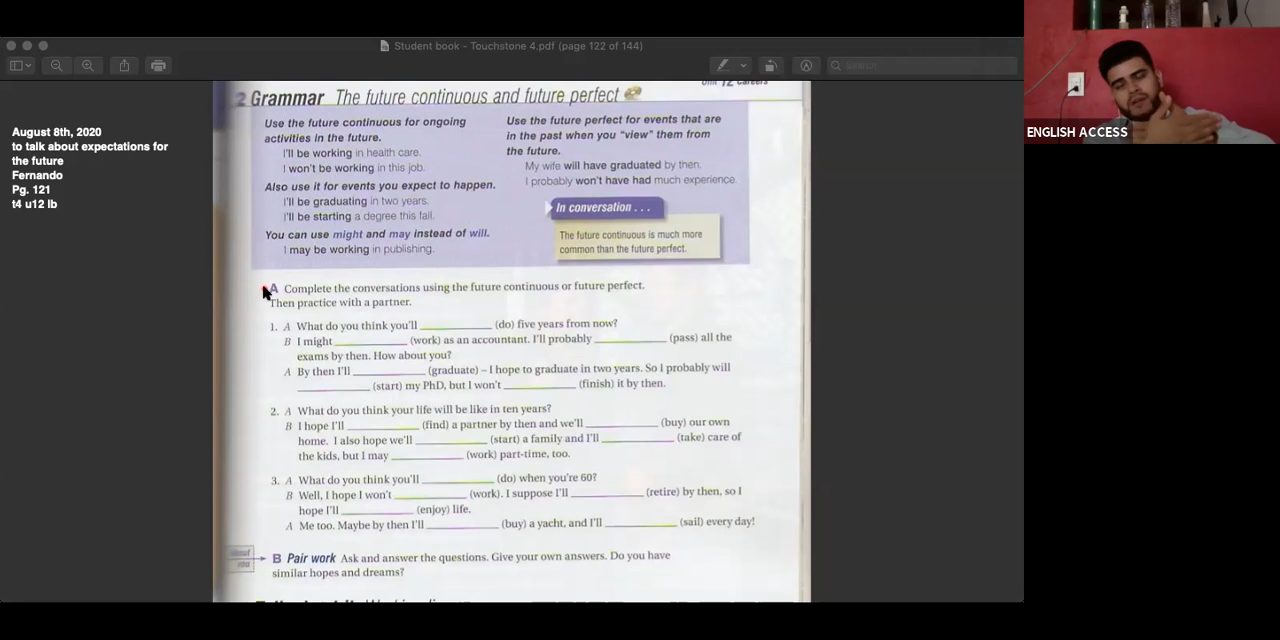 Student book - Touchstone 4.pdf (page 122 of 144)
Search
ENGLISH ACCESS
August 8th, 2020
to talk about expectations for
the future
Fernando
Pg. 121
t4 u12 lb
Unit 12 Careers
2 Grammar The future continuous and future perfect
Use the future continuous for ongoing
activities in the future.
I'll be working in health care.
I won't be working in this job.
Also use it for events you expect to happen.
I'll be graduating in two years.
I'll be starting a degree this fall.
You can use might and may instead of will.
I may be working in publishing.
Use the future perfect for events that are
in the past when you "view" them from
the future.
My wife will have graduated by then.
I probably won't have had much experience.
In conversation . . .
The future continuous is much more
common than the future perfect.
A Complete the conversations using the future continuous or future perfect.
Then practice with a partner.
1. A What do you think you'll ____________ (do) five years from now?
B I might ____________ (work) as an accountant. I'll probably ____________ (pass) all the
exams by then. How about you?
A By then I'll ____________ (graduate) – I hope to graduate in two years. So I probably will
____________ (start) my PhD, but I won't ____________ (finish) it by then.
2. A What do you think your life will be like in ten years?
B I hope I'll ____________ (find) a partner by then and we'll ____________ (buy) our own
home. I also hope we'll ____________ (start) a family and I'll ____________ (take) care of
the kids, but I may ____________ (work) part-time, too.
3. A What do you think you'll ____________ (do) when you're 60?
B Well, I hope I won't ____________ (work). I suppose I'll ____________ (retire) by then, so I
hope I'll ____________ (enjoy) life.
A Me too. Maybe by then I'll ____________ (buy) a yacht, and I'll ____________ (sail) every day!
About
you
B Pair work Ask and answer the questions. Give your own answers. Do you have
similar hopes and dreams?